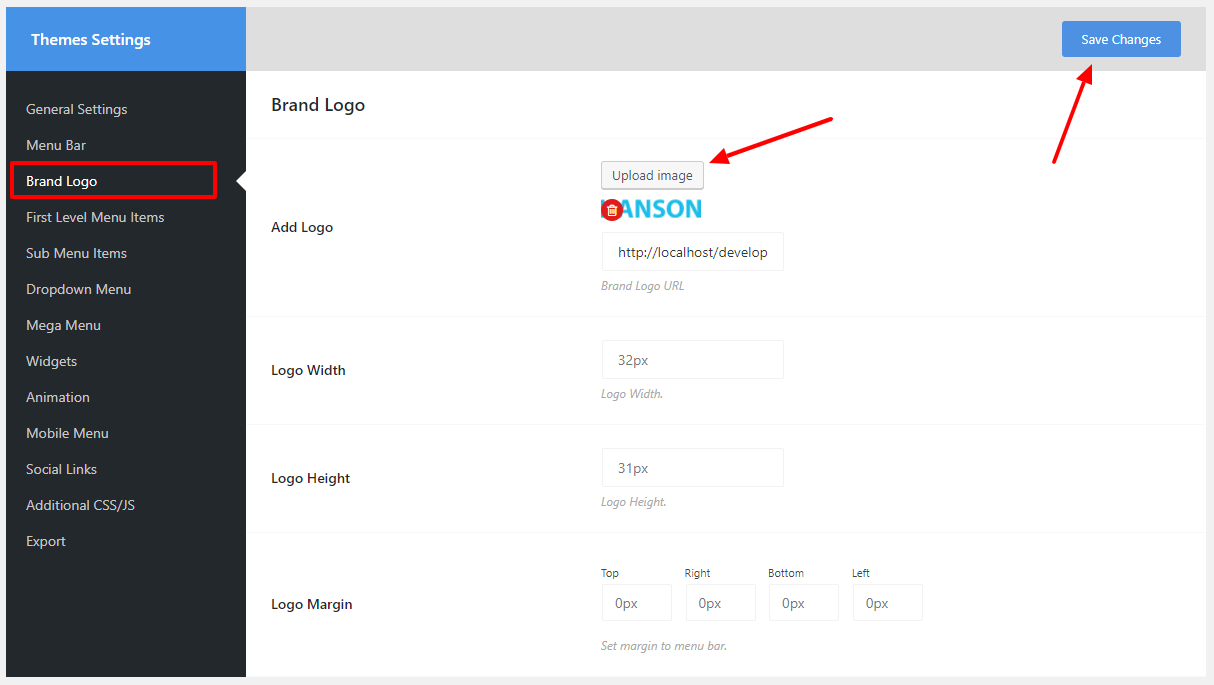 Themes Settings
Save Changes
General Settings
Menu Bar
Brand Logo
First Level Menu Items
Sub Menu Items
Dropdown Menu
Mega Menu
Widgets
Animation
Mobile Menu
Social Links
Additional CSS/JS
Export
Brand Logo
Add Logo
Upload image
ANSON
http://localhost/develop
Brand Logo URL
Logo Width
32px
Logo Width.
Logo Height
31px
Logo Height.
Logo Margin
Top Right Bottom Left
0px 0px 0px 0px
Set margin to menu bar.